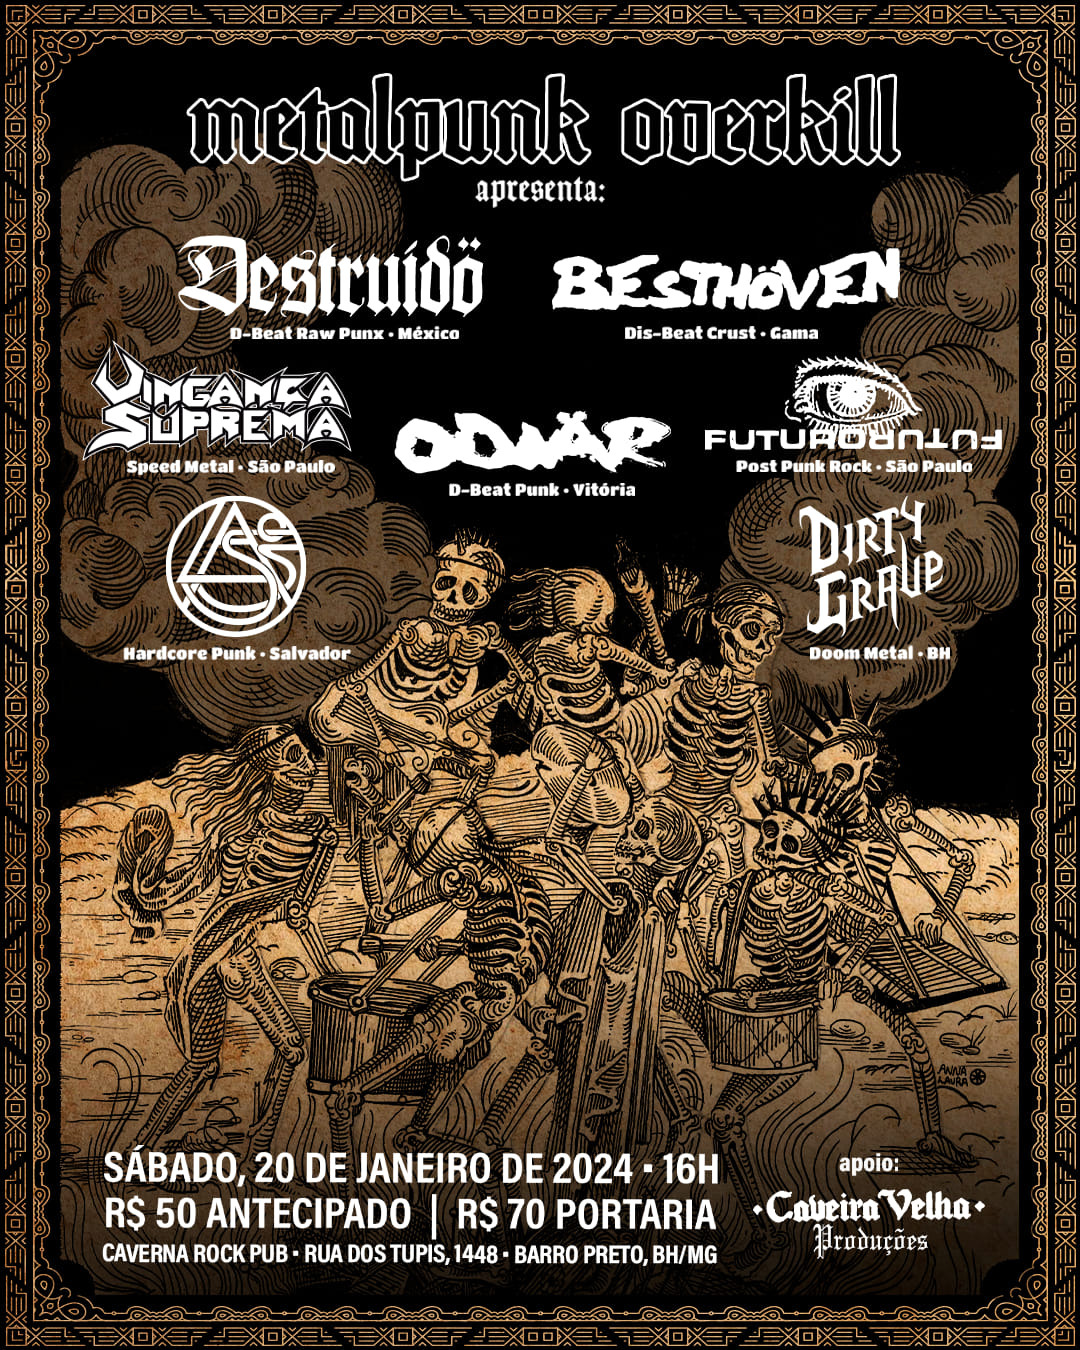 metalpunk overkill
apresenta:
Destruidö
D-Beat Raw Punx • México
BESTHÖVEN
Dis-Beat Crust • Gama
VINGANÇA
SUPREMA
Speed Metal • São Paulo
ODWÄR
D-Beat Punk • Vitória
FUTURO
Post Punk Rock • São Paulo
Hardcore Punk • Salvador
DIRTY
GRAVE
Doom Metal • BH
ANNA
LAURA
SÁBADO, 20 DE JANEIRO DE 2024 • 16H
R$ 50 ANTECIPADO | R$ 70 PORTARIA
CAVERNA ROCK PUB • RUA DOS TUPIS, 1448 • BARRO PRETO, BH/MG
apoio:
•Caveira Velha•
Produções